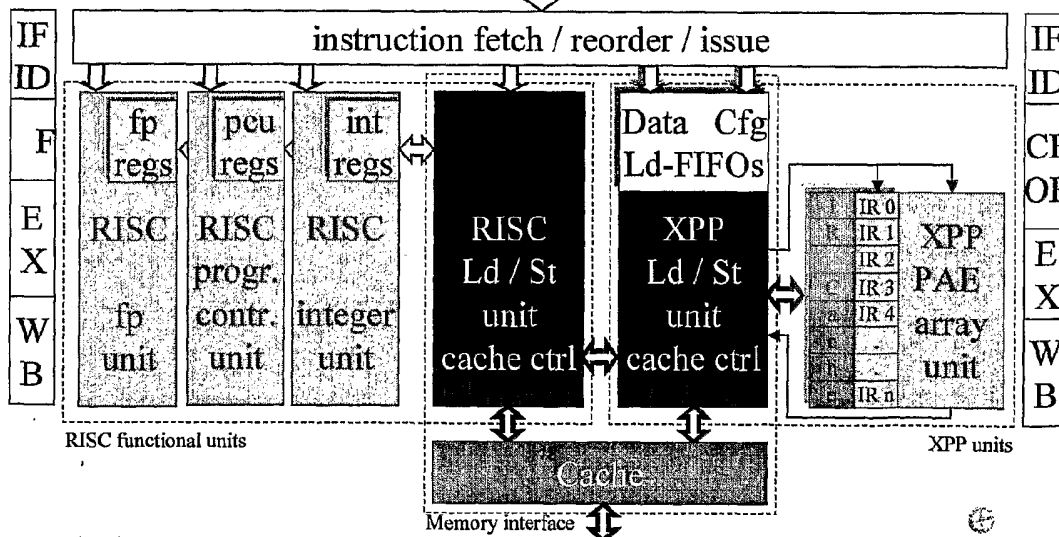 instruction fetch / reorder / issue
IF
ID
F
E
X
W
B
fp
regs
RISC
fp
unit
pcu
regs
RISC
progr.
contr.
unit
int
regs
RISC
integer
unit
RISC
Ld / St
unit
cache ctrl
Data Cfg
Ld-FIFOs
XPP
Ld / St
unit
cache ctrl
IR 0
IR 1
IR 2
IR 3
IR 4
.
.
IR n
XPP
PAE
array
unit
IF
ID
OF
E
X
W
B
RISC functional units
XPP units
Cache
Memory interface